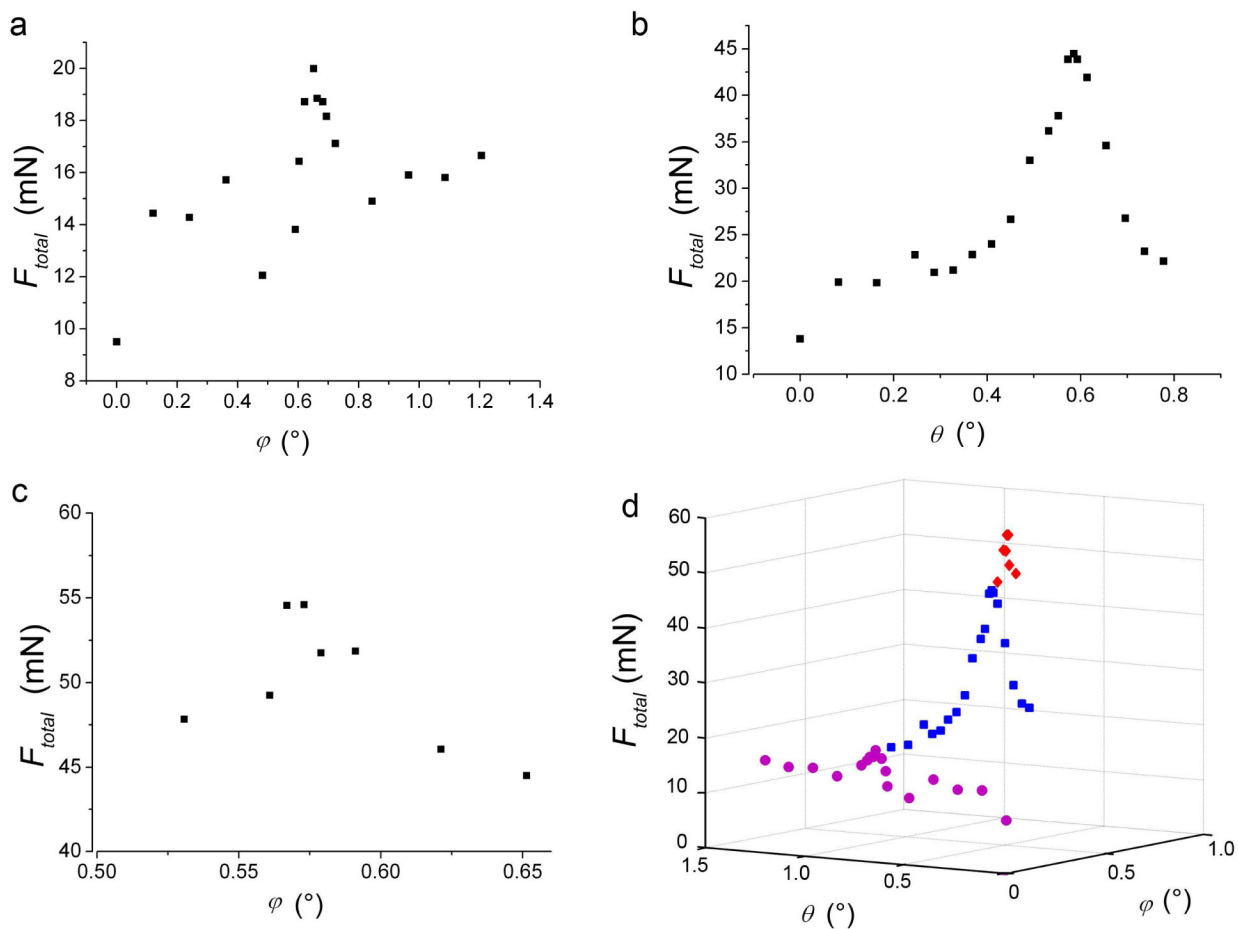 a
20
18
16
14
12
10
8
F_total (mN)
0.0 0.2 0.4 0.6 0.8 1.0 1.2 1.4
φ (°)
b
45
40
35
30
25
20
15
10
F_total (mN)
0.0 0.2 0.4 0.6 0.8
θ (°)
c
60
55
50
45
40
F_total (mN)
0.50 0.55 0.60 0.65
φ (°)
d
60
50
40
30
20
10
0
F_total (mN)
1.5 1.0 0.5 0
θ (°)
0.5 1.0
φ (°)